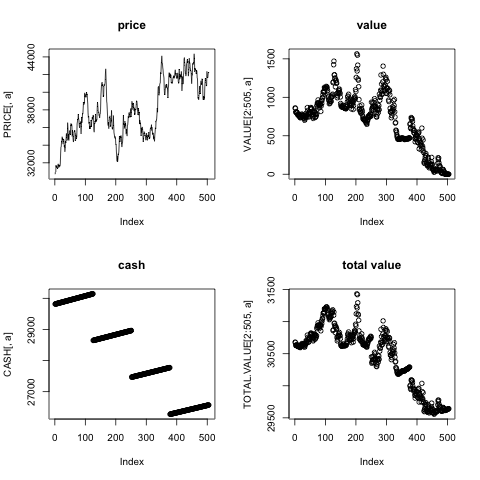 price
PRICE[, a]
32000 36000 40000 44000
0 100 200 300 400 500
Index
value
VALUE[2:505, a]
0 500 1000 1500
0 100 200 300 400 500
Index
cash
CASH[, a]
27000 29000
0 100 200 300 400 500
Index
total value
TOTAL.VALUE[2:505, a]
29500 30500 31500
0 100 200 300 400 500
Index